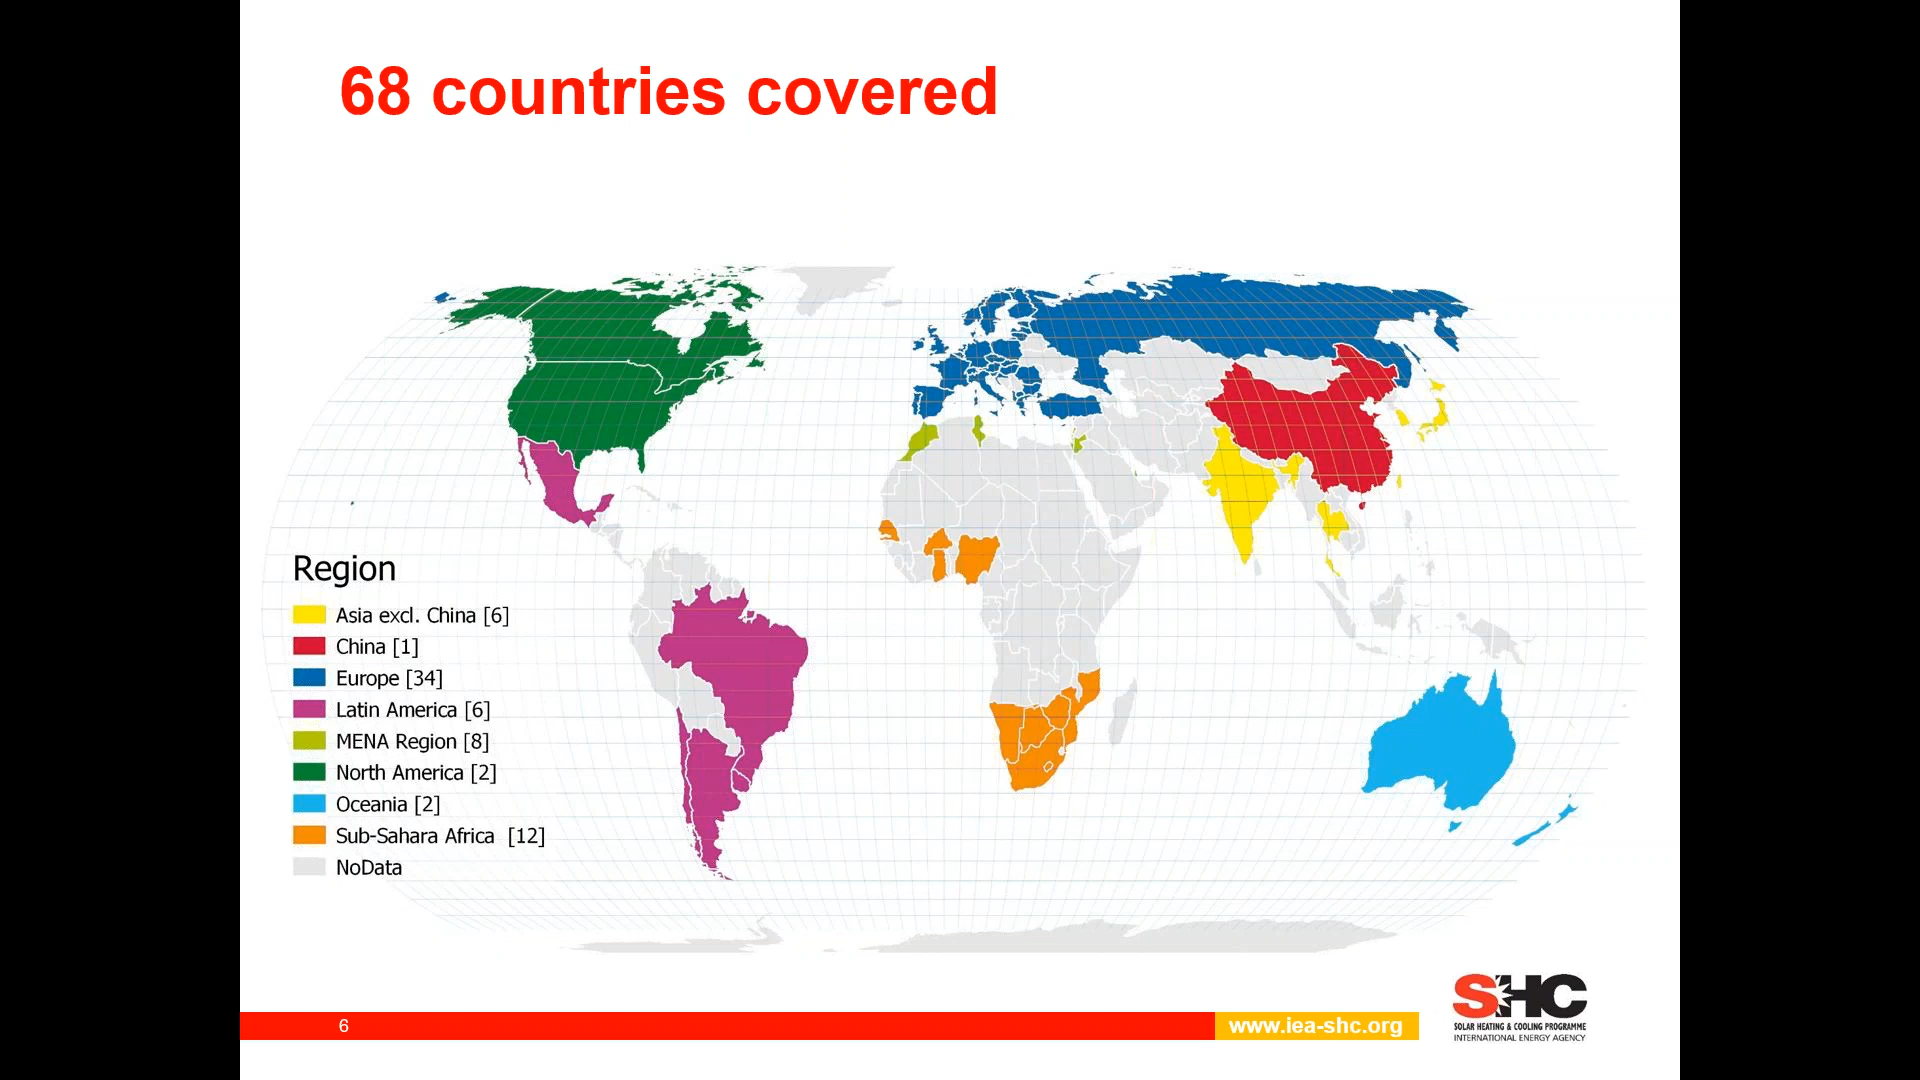 68 countries covered
Region
Asia excl. China [6]
China [1]
Europe [34]
Latin America [6]
MENA Region [8]
North America [2]
Oceania [2]
Sub-Sahara Africa [12]
NoData
6
www.iea-shc.org
SHC
SOLAR HEATING & COOLING PROGRAMME
INTERNATIONAL ENERGY AGENCY